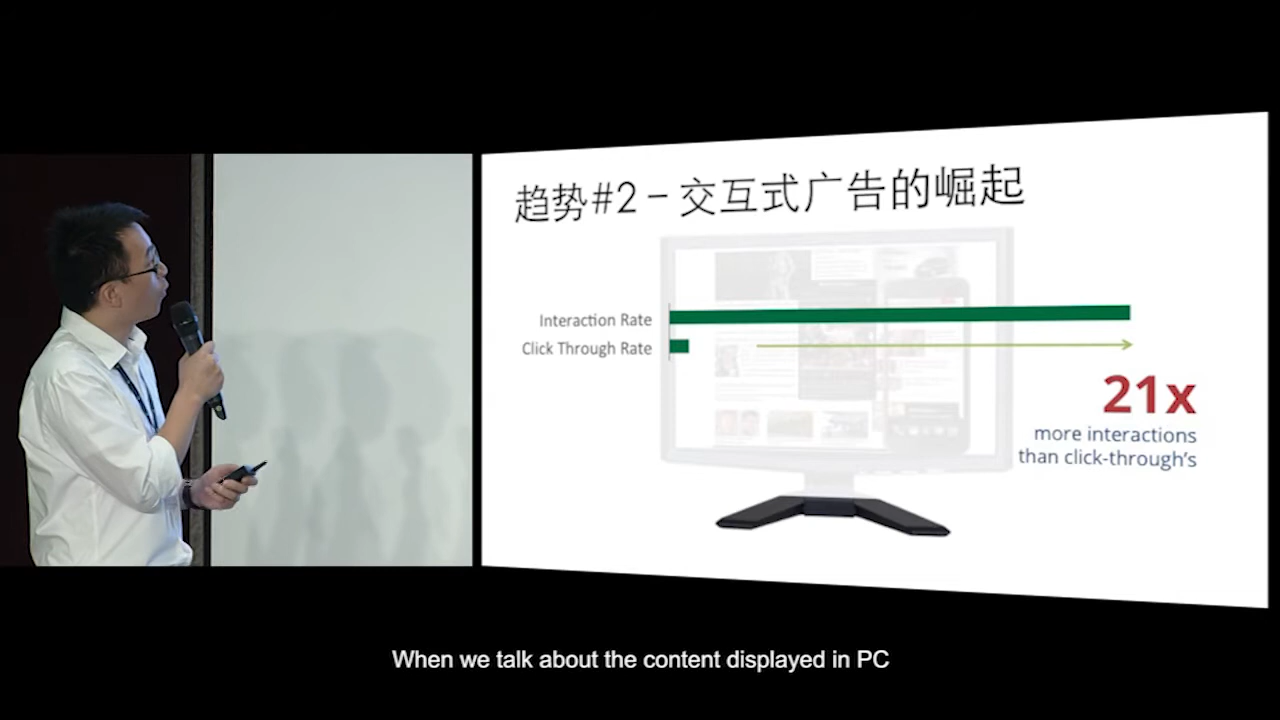 趋势#2 – 交互式广告的崛起
Interaction Rate
Click Through Rate
21x
more interactions
than click-through's
When we talk about the content displayed in PC